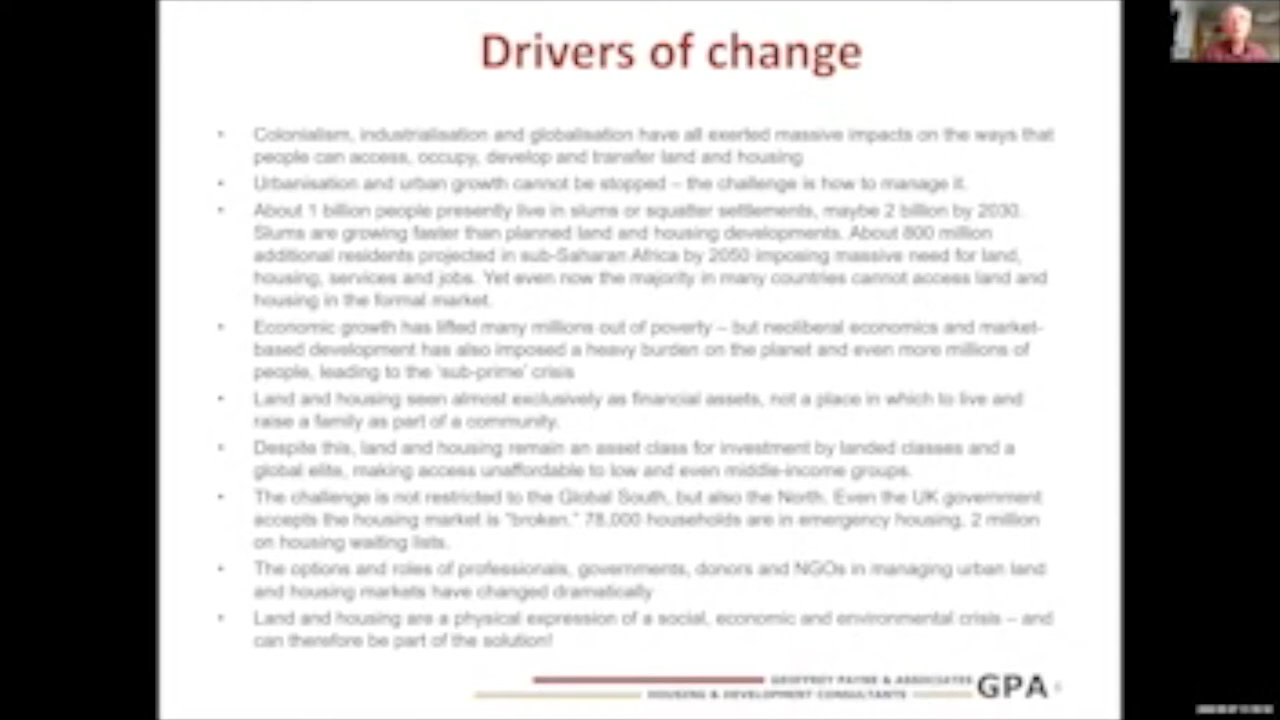 Drivers of change
• Colonialism, industrialisation and globalisation have all exerted massive impacts on the ways that
people can access, occupy, develop and transfer land and housing
• Urbanisation and urban growth cannot be stopped – the challenge is how to manage it.
• About 1 billion people presently live in slums or squatter settlements, maybe 2 billion by 2030.
Slums are growing faster than planned land and housing developments. About 800 million
additional residents projected in sub-Saharan Africa by 2050 imposing massive need for land,
housing, services and jobs. Yet even now the majority in many countries cannot access land and
housing in the formal market.
• Economic growth has lifted many millions out of poverty – but neoliberal economics and market-
based development has also imposed a heavy burden on the planet and even more millions of
people, leading to the 'sub-prime' crisis
• Land and housing seen almost exclusively as financial assets, not a place in which to live and
raise a family as part of a community.
• Despite this, land and housing remain an asset class for investment by landed classes and a
global elite, making access unaffordable to low and even middle-income groups.
• The challenge is not restricted to the Global South, but also the North. Even the UK government
accepts the housing market is "broken." 78,000 households are in emergency housing, 2 million
on housing waiting lists.
• The options and roles of professionals, governments, donors and NGOs in managing urban land
and housing markets have changed dramatically
• Land and housing are a physical expression of a social, economic and environmental crisis – and
can therefore be part of the solution!
GEOFFREY PAYNE & ASSOCIATES
HOUSING & DEVELOPMENT CONSULTANTS
GPA